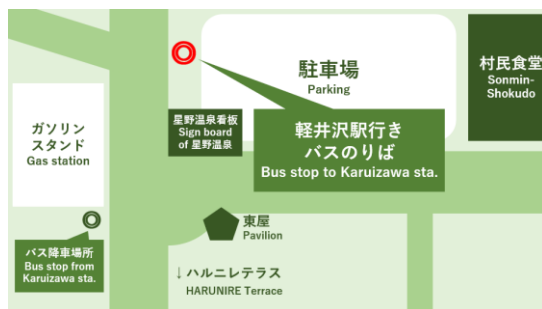 駐車場
Parking
村民食堂
Sonmin-
Shokudo
星野温泉看板
Sign board
of 星野温泉
軽井沢駅行き
バスのりば
Bus stop to Karuizawa sta.
ガソリン
スタンド
Gas station
東屋
Pavilion
バス降車場所
Bus stop from
Karuizawa sta.
↓ハルニレテラス
HARUNIRE Terrace